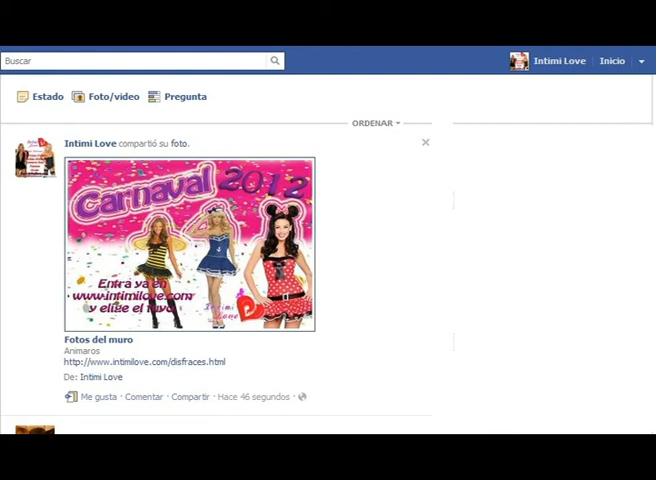 Buscar
Intimi Love
Inicio
Estado
Foto/video
Pregunta
ORDENAR
Intimi Love compartió su foto.
Carnaval 2012
Entra ya en
www.intimilove.com
y elige el tuyo
Intimi
Love
Fotos del muro
Animaros
http://www.intimilove.com/disfraces.html
De: Intimi Love
Me gusta · Comentar · Compartir · Hace 46 segundos ·